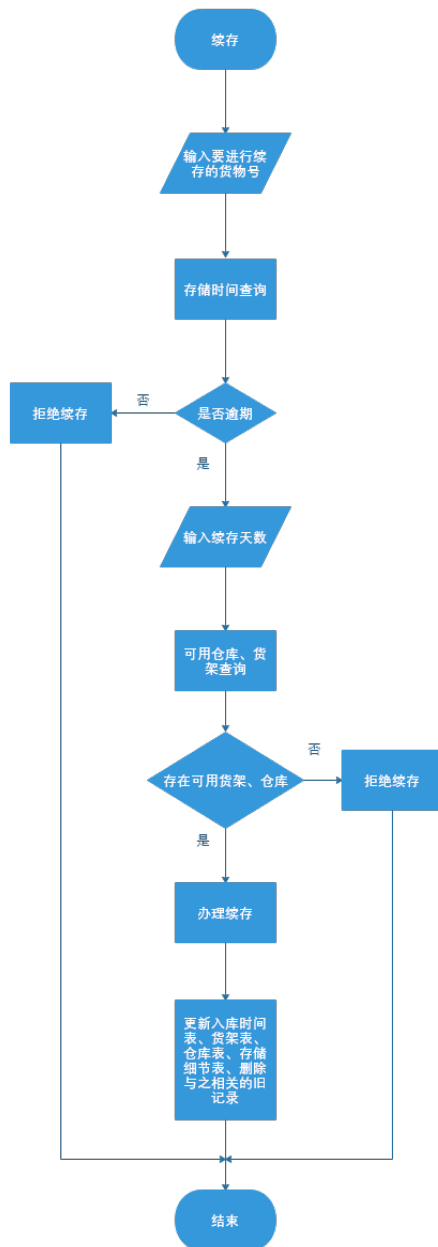 续存
输入要进行续
存的货物号
存储时间查询
拒绝续存
否
是否逾期
是
输入续存天数
可用仓库、货
架查询
存在可用货架、仓库
否
拒绝续存
是
办理续存
更新入库时间
表、货架表、
仓库表、存储
细节表、删除
与之相关的旧
记录
结束